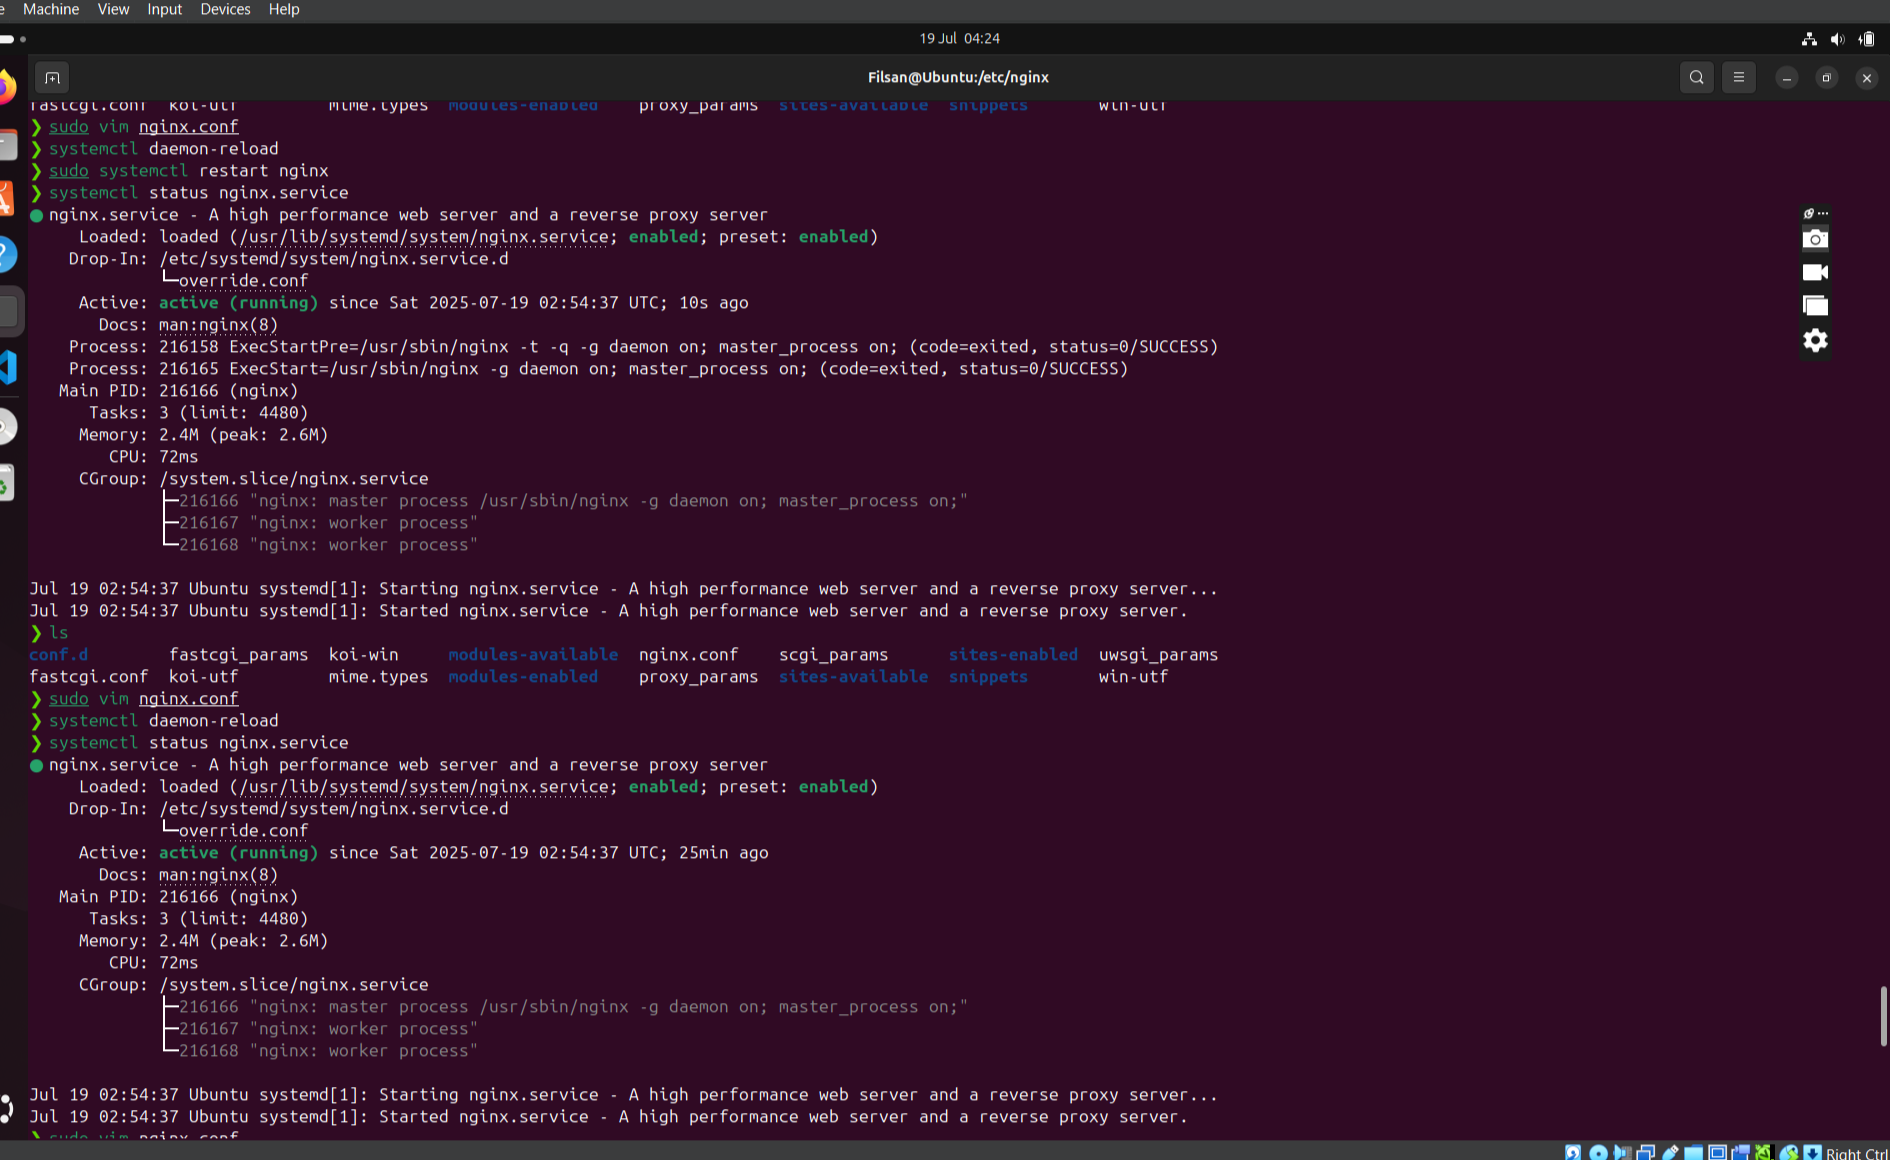 Machine View Input Devices Help
19 Jul 04:24
Filsan@Ubuntu:/etc/nginx
fastcgi.conf koi-utf mime.types modules-enabled proxy_params sites-available snippets win-utf
❯ sudo vim nginx.conf
❯ systemctl daemon-reload
❯ sudo systemctl restart nginx
❯ systemctl status nginx.service
● nginx.service - A high performance web server and a reverse proxy server
Loaded: loaded (/usr/lib/systemd/system/nginx.service; enabled; preset: enabled)
Drop-In: /etc/systemd/system/nginx.service.d
└─override.conf
Active: active (running) since Sat 2025-07-19 02:54:37 UTC; 10s ago
Docs: man:nginx(8)
Process: 216158 ExecStartPre=/usr/sbin/nginx -t -q -g daemon on; master_process on; (code=exited, status=0/SUCCESS)
Process: 216165 ExecStart=/usr/sbin/nginx -g daemon on; master_process on; (code=exited, status=0/SUCCESS)
Main PID: 216166 (nginx)
Tasks: 3 (limit: 4480)
Memory: 2.4M (peak: 2.6M)
CPU: 72ms
CGroup: /system.slice/nginx.service
├─216166 "nginx: master process /usr/sbin/nginx -g daemon on; master_process on;"
├─216167 "nginx: worker process"
└─216168 "nginx: worker process"
Jul 19 02:54:37 Ubuntu systemd[1]: Starting nginx.service - A high performance web server and a reverse proxy server...
Jul 19 02:54:37 Ubuntu systemd[1]: Started nginx.service - A high performance web server and a reverse proxy server.
❯ ls
conf.d fastcgi_params koi-win modules-available nginx.conf scgi_params sites-enabled uwsgi_params
fastcgi.conf koi-utf mime.types modules-enabled proxy_params sites-available snippets win-utf
❯ sudo vim nginx.conf
❯ systemctl daemon-reload
❯ systemctl status nginx.service
● nginx.service - A high performance web server and a reverse proxy server
Loaded: loaded (/usr/lib/systemd/system/nginx.service; enabled; preset: enabled)
Drop-In: /etc/systemd/system/nginx.service.d
└─override.conf
Active: active (running) since Sat 2025-07-19 02:54:37 UTC; 25min ago
Docs: man:nginx(8)
Main PID: 216166 (nginx)
Tasks: 3 (limit: 4480)
Memory: 2.4M (peak: 2.6M)
CPU: 72ms
CGroup: /system.slice/nginx.service
├─216166 "nginx: master process /usr/sbin/nginx -g daemon on; master_process on;"
├─216167 "nginx: worker process"
└─216168 "nginx: worker process"
Jul 19 02:54:37 Ubuntu systemd[1]: Starting nginx.service - A high performance web server and a reverse proxy server...
Jul 19 02:54:37 Ubuntu systemd[1]: Started nginx.service - A high performance web server and a reverse proxy server.
❯ sudo vim nginx.conf
Right Ctrl